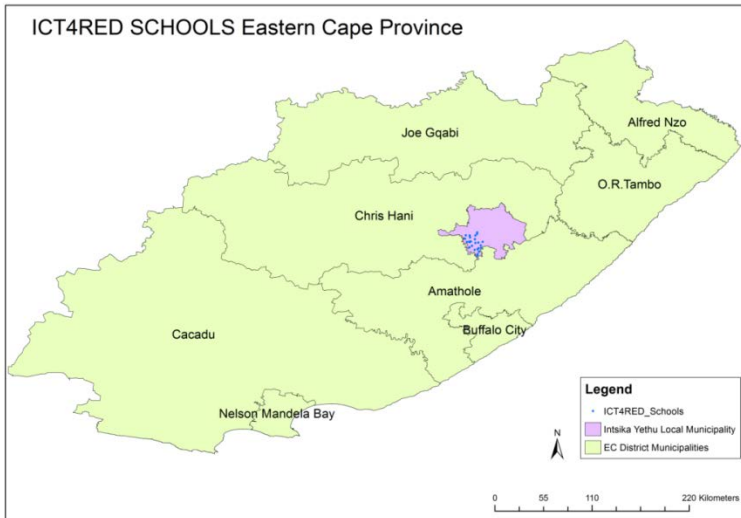 ICT4RED SCHOOLS Eastern Cape Province
Alfred Nzo
Joe Gqabi
O.R.Tambo
Chris Hani
Amathole
Buffalo City
Cacadu
Nelson Mandela Bay
Legend
ICT4RED_Schools
Intsika Yethu Local Municipality
EC District Municipalities
N
0 55 110 220 Kilometers